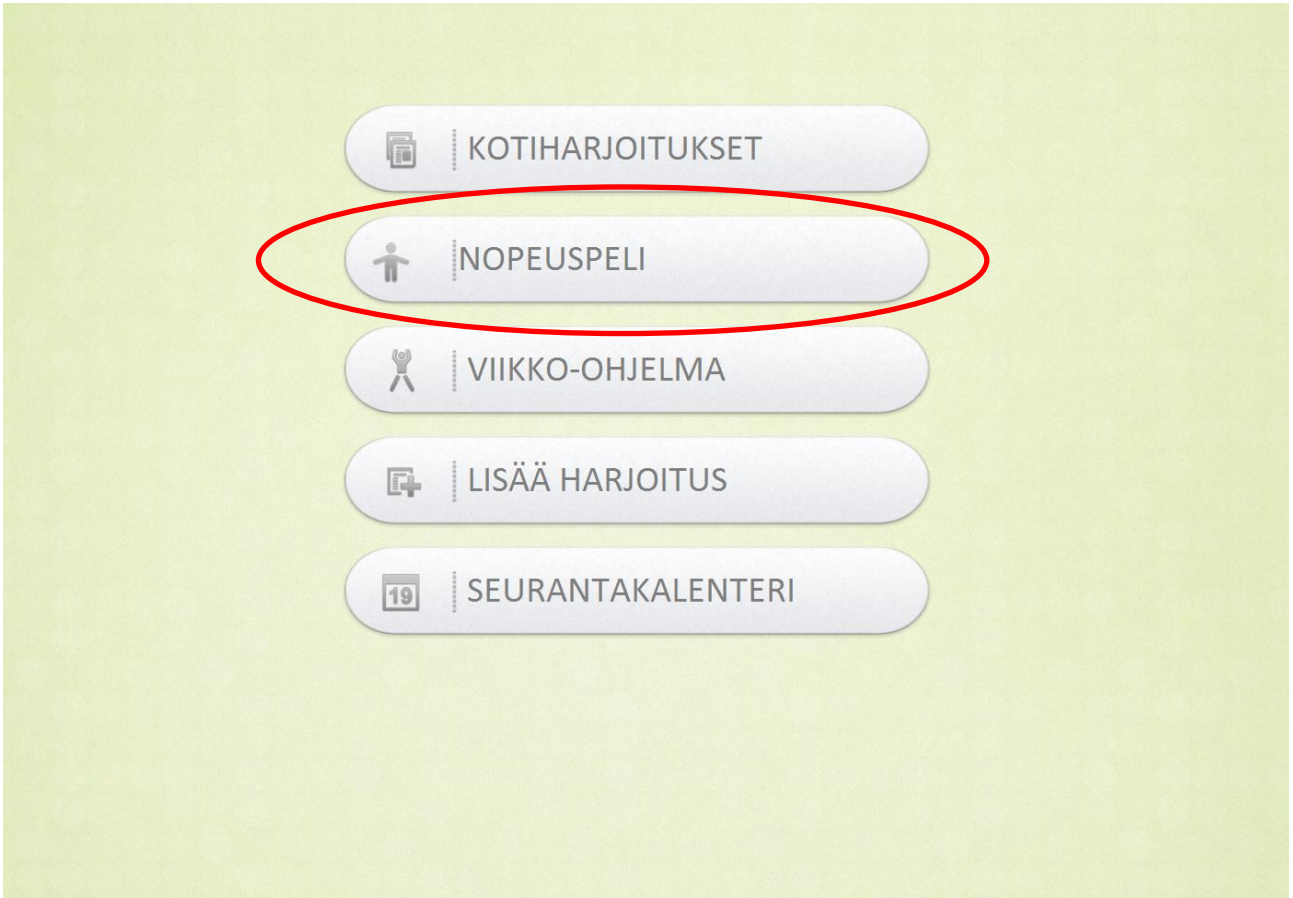 KOTIHARJOITUKSET
NOPEUSPELI
VIIKKO-OHJELMA
LISÄÄ HARJOITUS
19
SEURANTAKALENTERI